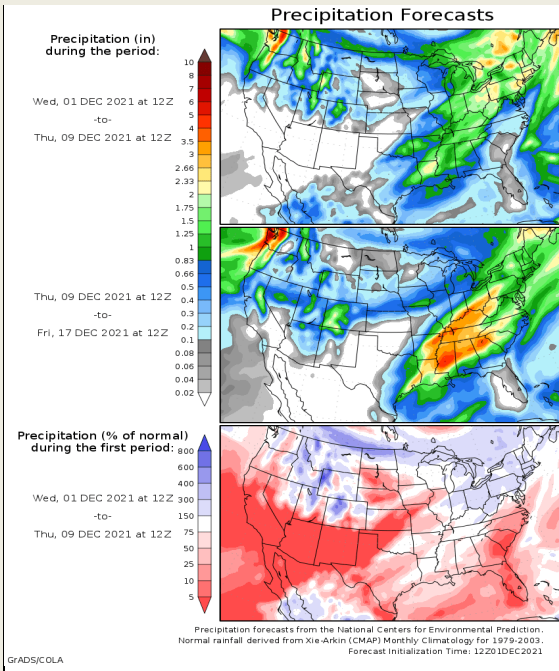 Precipitation Forecasts
Precipitation (in)
during the period:
Wed, 01 DEC 2021 at 12Z
-to-
Thu, 09 DEC 2021 at 12Z
10
8
7
6
5
4
3.5
3
2.66
2.33
2
1.75
1.5
1.25
1
0.83
0.66
0.5
0.4
0.3
0.2
0.1
0.08
0.06
0.04
0.02
Thu, 09 DEC 2021 at 12Z
-to-
Fri, 17 DEC 2021 at 12Z
Precipitation (% of normal)
during the first period:
Wed, 01 DEC 2021 at 12Z
-to-
Thu, 09 DEC 2021 at 12Z
800
600
400
300
150
75
50
25
10
5
Precipitation forecasts from the National Centers for Environmental Prediction.
Normal rainfall derived from Xie-Arkin (CMAP) Monthly Climatology for 1979-2003.
Forecast Initialization Time: 12Z01DEC2021
GrADS/COLA